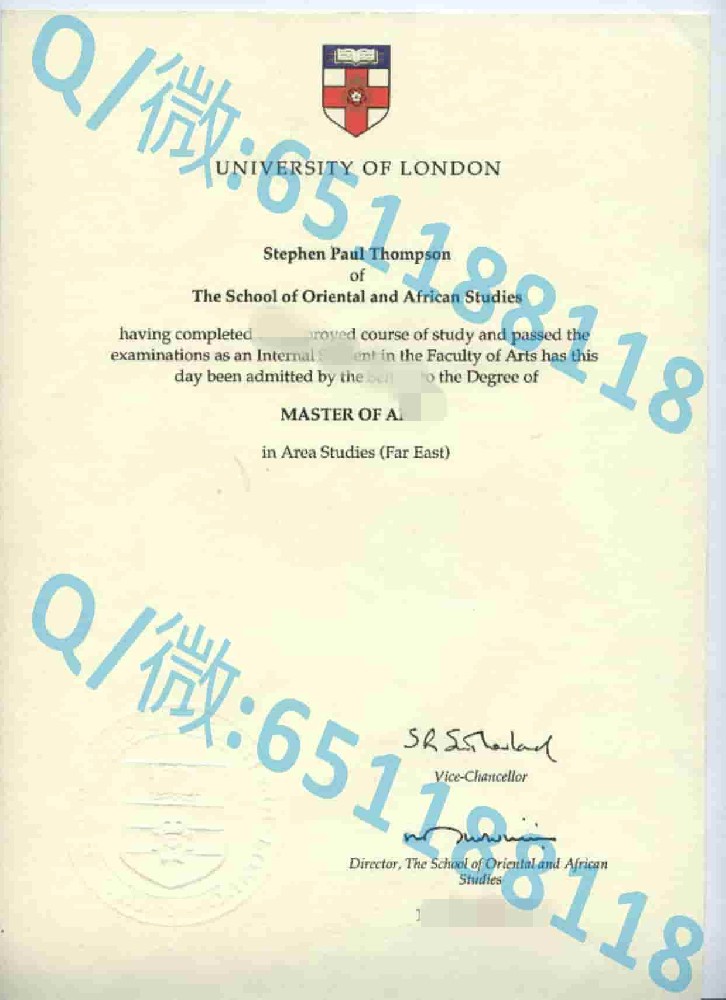 UNIVERSITY OF LONDON
Stephen Paul Thompson
of
The School of Oriental and African Studies
having completed course of study and passed the
examinations as an Internal in the Faculty of Arts has this
day been admitted by the to the Degree of
MASTER OF
in Area Studies (Far East)
Vice-Chancellor
Director, The School of Oriental and African
Studies
Q/微:651188118
Q/微:651188118